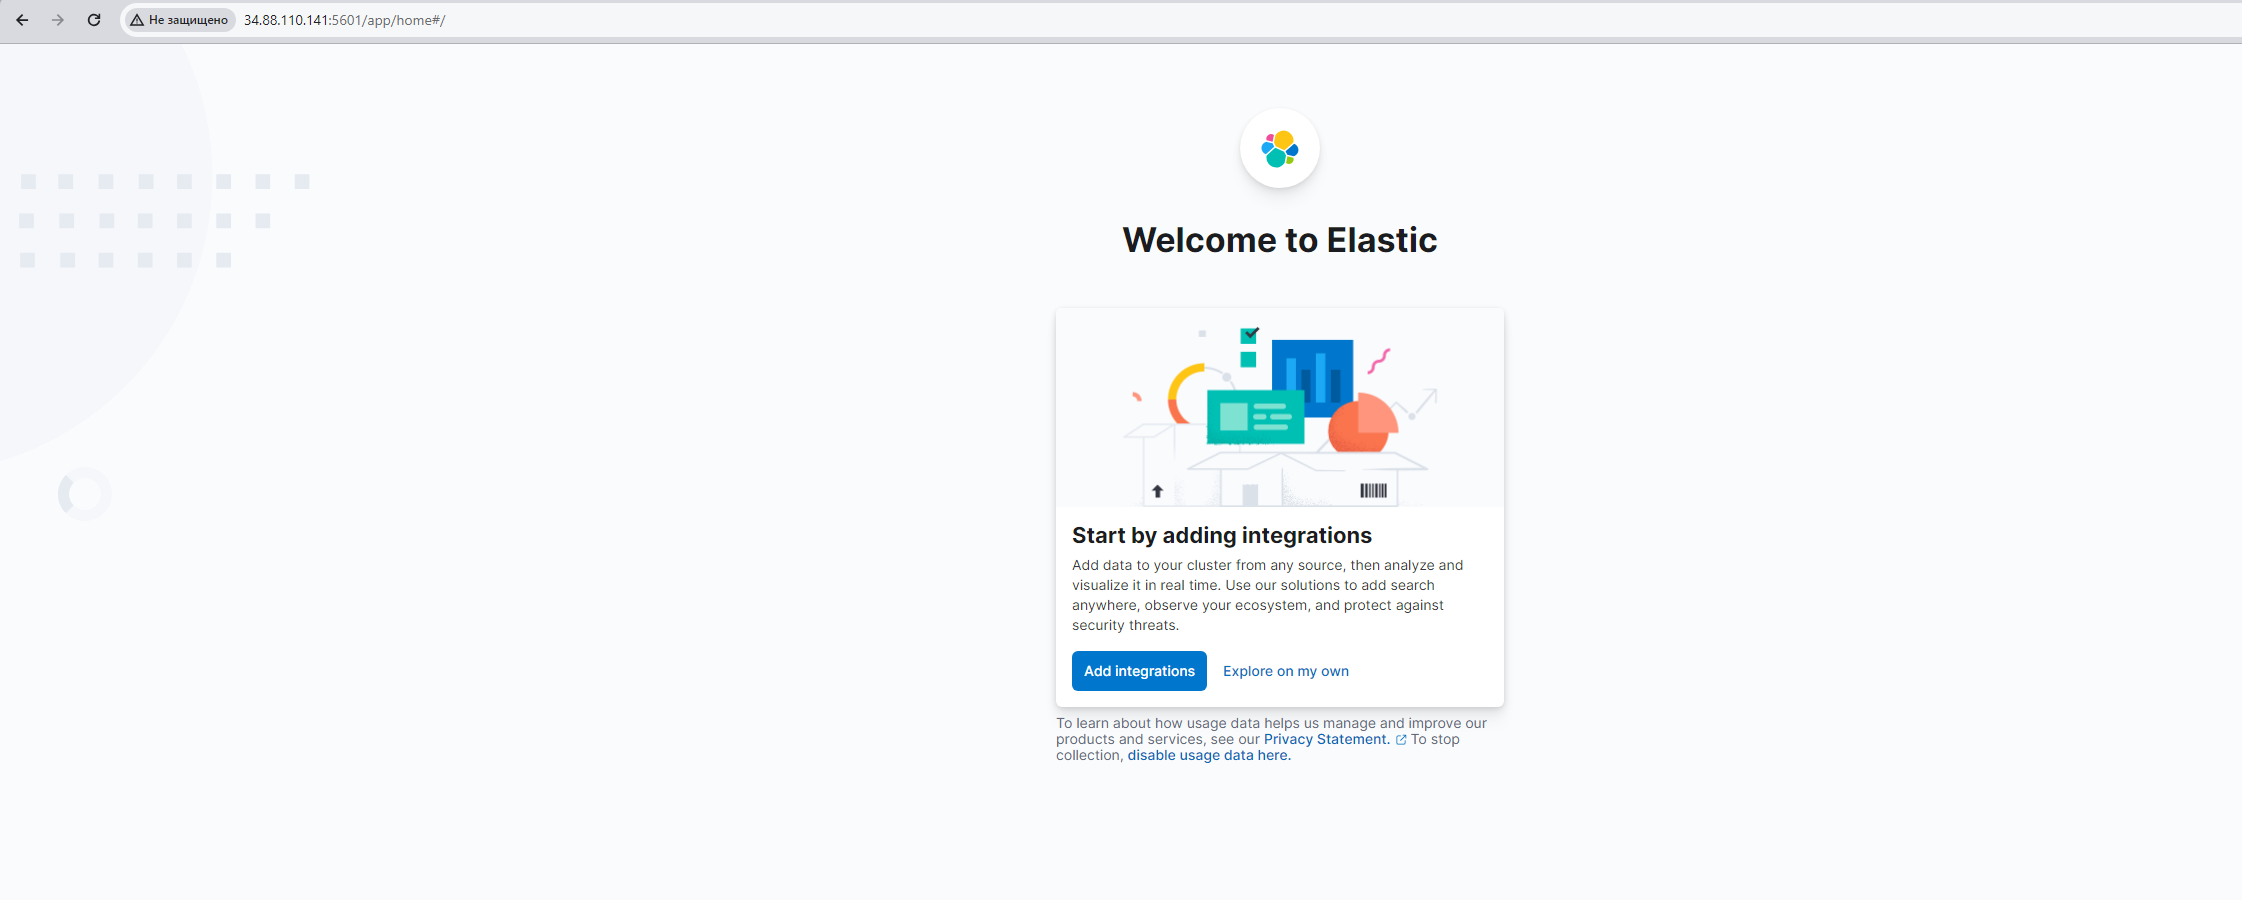 Не защищено
34.88.110.141:5601/app/home#/
Welcome to Elastic
Start by adding integrations
Add data to your cluster from any source, then analyze and
visualize it in real time. Use our solutions to add search
anywhere, observe your ecosystem, and protect against
security threats.
Add integrations
Explore on my own
To learn about how usage data helps us manage and improve our
products and services, see our Privacy Statement. To stop
collection, disable usage data here.